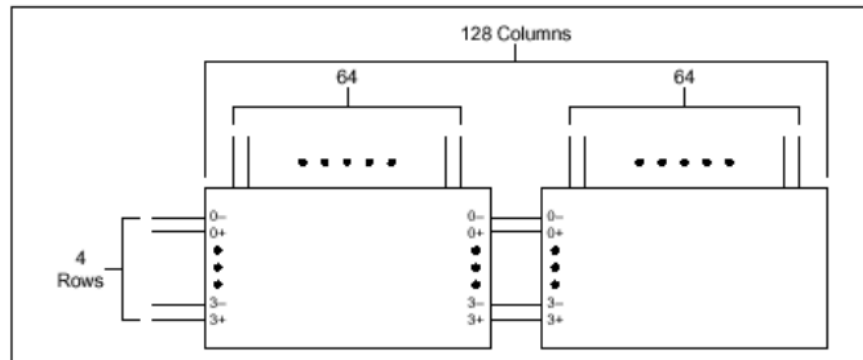 128 Columns
64 64
0– 0– 0–
0+ 0+ 0+
4
Rows
3– 3– 3–
3+ 3+ 3+